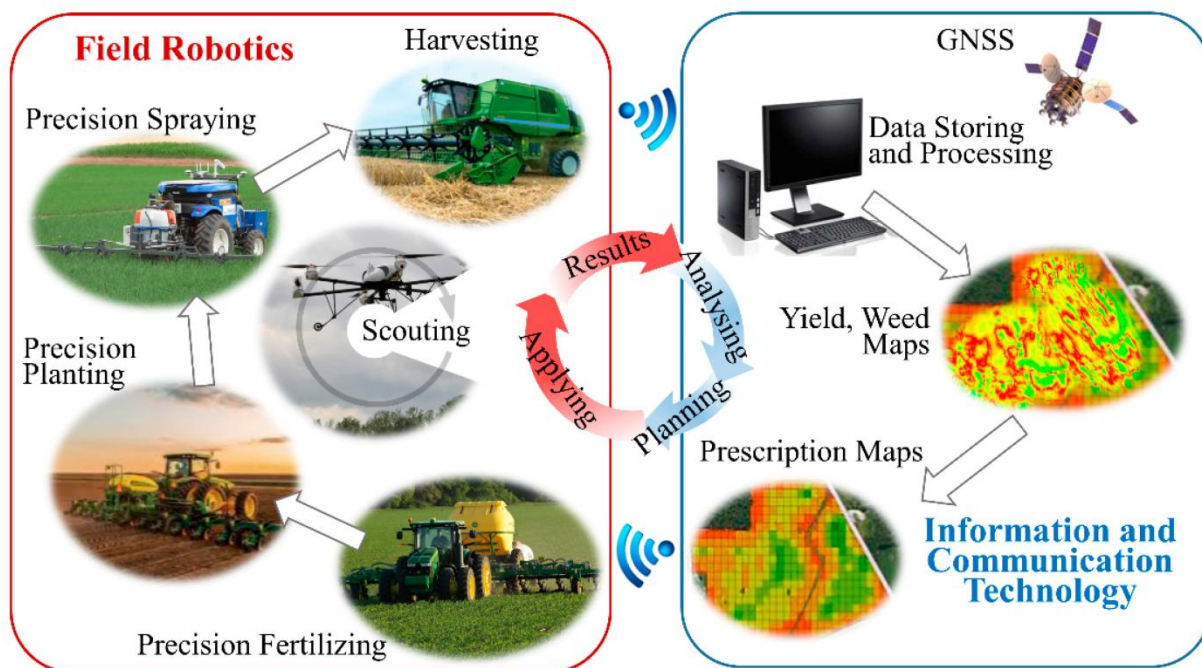 Field Robotics
Harvesting
Precision Spraying
Scouting
Precision
Planting
Precision Fertilizing
Results
Analysing
Planning
Applying
GNSS
Data Storing
and Processing
Yield, Weed
Maps
Prescription Maps
Information and
Communication
Technology